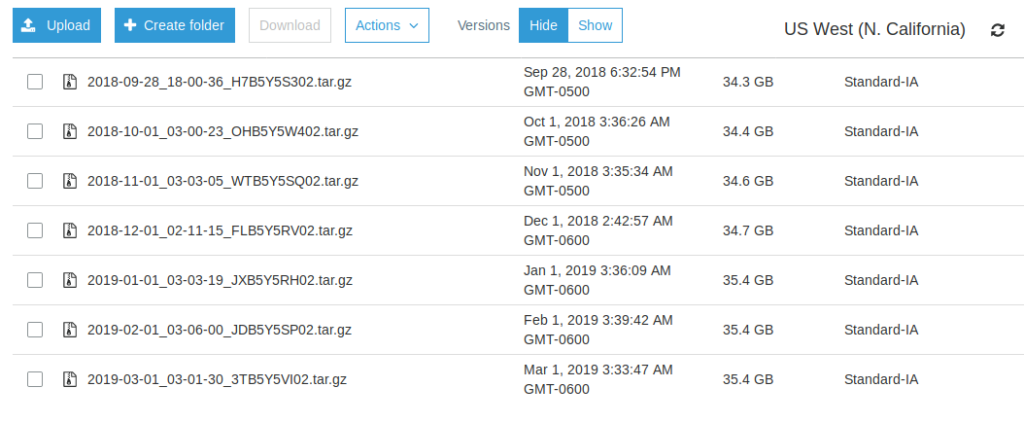 Upload Create folder Download Actions Versions Hide Show US West (N. California)
2018-09-28_18-00-36_H7B5Y5S302.tar.gz Sep 28, 2018 6:32:54 PM GMT-0500 34.3 GB Standard-IA
2018-10-01_03-00-23_OHB5Y5W402.tar.gz Oct 1, 2018 3:36:26 AM GMT-0500 34.4 GB Standard-IA
2018-11-01_03-03-05_WTB5Y5SQ02.tar.gz Nov 1, 2018 3:35:34 AM GMT-0500 34.6 GB Standard-IA
2018-12-01_02-11-15_FLB5Y5RV02.tar.gz Dec 1, 2018 2:42:57 AM GMT-0600 34.7 GB Standard-IA
2019-01-01_03-03-19_JXB5Y5RH02.tar.gz Jan 1, 2019 3:36:09 AM GMT-0600 35.4 GB Standard-IA
2019-02-01_03-06-00_JDB5Y5SP02.tar.gz Feb 1, 2019 3:39:42 AM GMT-0600 35.4 GB Standard-IA
2019-03-01_03-01-30_3TB5Y5VI02.tar.gz Mar 1, 2019 3:33:47 AM GMT-0600 35.4 GB Standard-IA